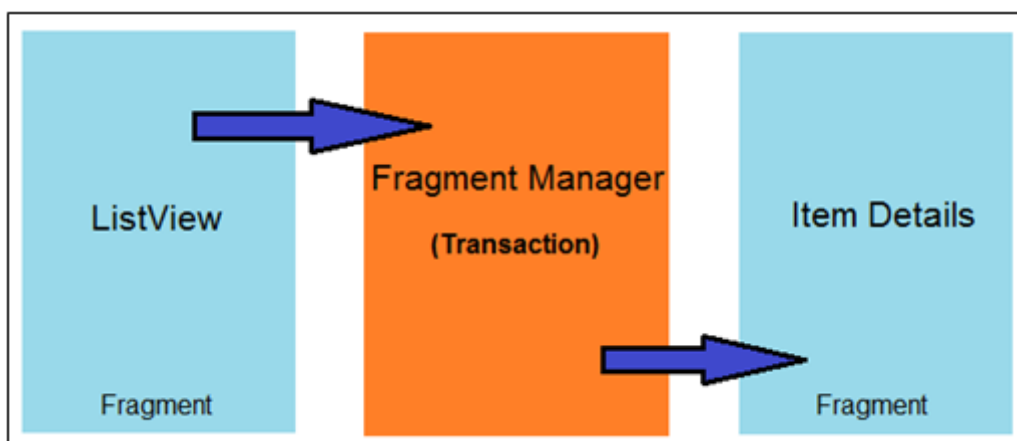 ListView
Fragment
Fragment Manager
(Transaction)
Item Details
Fragment